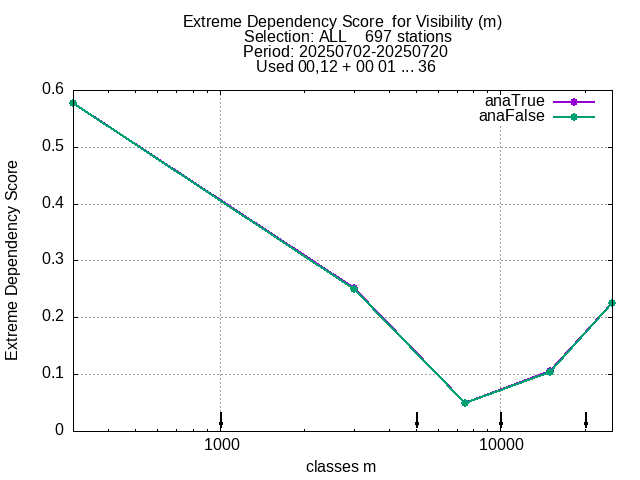 Extreme Dependency Score  for Visibility (m)
Selection: ALL    697 stations
Period: 20250702-20250720
Used 00,12 + 00 01 ... 36
anaTrue
anaFalse
0.6
0.5
0.4
0.3
0.2
0.1
0
Extreme Dependency Score
1000 10000
classes m